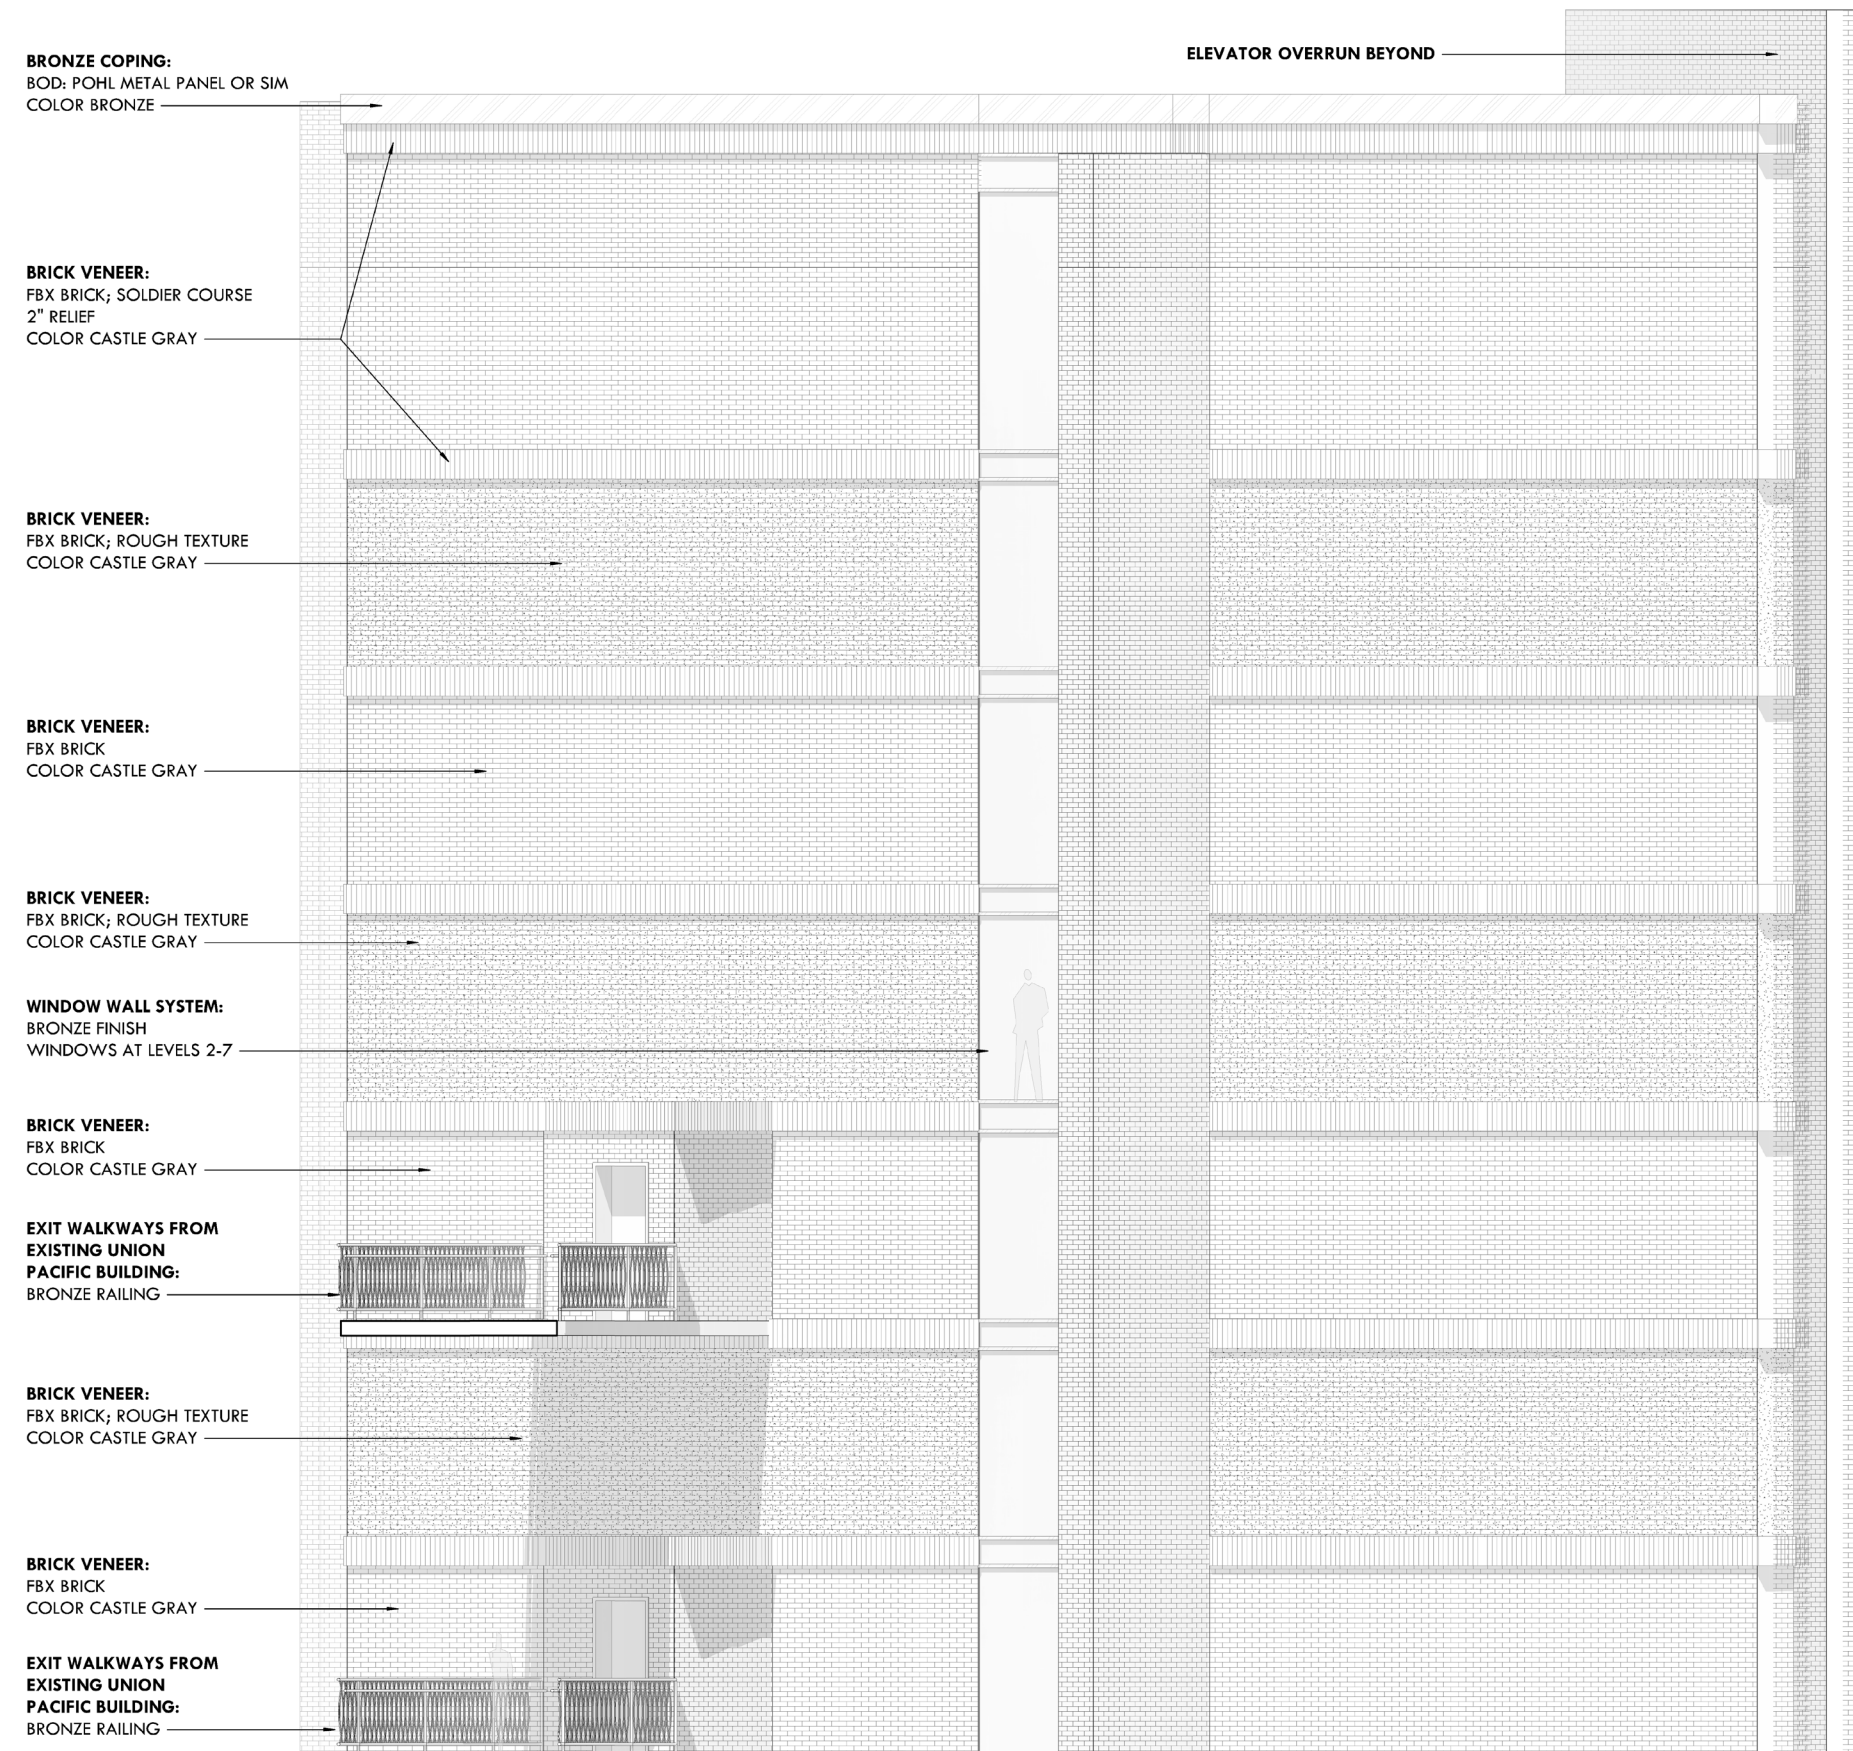 BRONZE COPING:
BOD: POHL METAL PANEL OR SIM
COLOR BRONZE
ELEVATOR OVERRUN BEYOND
BRICK VENEER:
FBX BRICK; SOLDIER COURSE
2" RELIEF
COLOR CASTLE GRAY
BRICK VENEER:
FBX BRICK; ROUGH TEXTURE
COLOR CASTLE GRAY
BRICK VENEER:
FBX BRICK
COLOR CASTLE GRAY
BRICK VENEER:
FBX BRICK; ROUGH TEXTURE
COLOR CASTLE GRAY
WINDOW WALL SYSTEM:
BRONZE FINISH
WINDOWS AT LEVELS 2-7
BRICK VENEER:
FBX BRICK
COLOR CASTLE GRAY
EXIT WALKWAYS FROM
EXISTING UNION
PACIFIC BUILDING:
BRONZE RAILING
BRICK VENEER:
FBX BRICK; ROUGH TEXTURE
COLOR CASTLE GRAY
BRICK VENEER:
FBX BRICK
COLOR CASTLE GRAY
EXIT WALKWAYS FROM
EXISTING UNION
PACIFIC BUILDING:
BRONZE RAILING